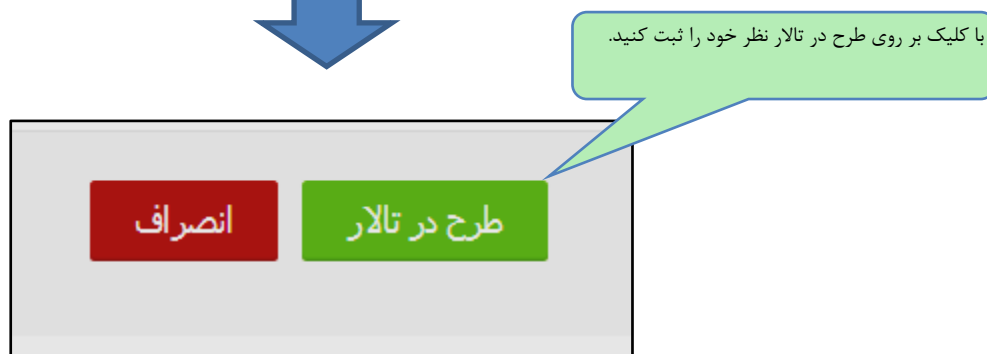 با کلیک بر روی طرح در تالار نظر خود را ثبت کنید.
طرح در تالار
انصراف